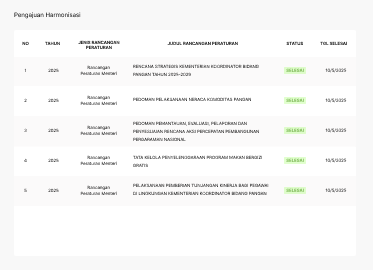 Pengajuan Harmonisasi
NO TAHUN JENIS RANCANGAN PERATURAN JUDUL RANCANGAN PERATURAN STATUS TGL SELESAI
1 2025 Rancangan Peraturan Menteri RENCANA STRATEGIS KEMENTERIAN KOORDINATOR BIDANG PANGAN TAHUN 2025-2029 SELESAI 10/5/2025
2 2025 Rancangan Peraturan Menteri PEDOMAN PELAKSANAAN NERACA KOMODITAS PANGAN SELESAI 10/5/2025
3 2025 Rancangan Peraturan Menteri PEDOMAN PEMANTAUAN, EVALUASI, PELAPORAN DAN PENYESUAIAN RENCANA AKSI PERCEPATAN PEMBANGUNAN PERGARAMAN NASIONAL SELESAI 10/5/2025
4 2025 Rancangan Peraturan Menteri TATA KELOLA PENYELENGGARAAN PROGRAM MAKAN BERGIZI GRATIS SELESAI 10/5/2025
5 2025 Rancangan Peraturan Menteri PELAKSANAAN PEMBERIAN TUNJANGAN KINERJA BAGI PEGAWAI DI LINGKUNGAN KEMENTERIAN KOORDINATOR BIDANG PANGAN SELESAI 10/5/2025